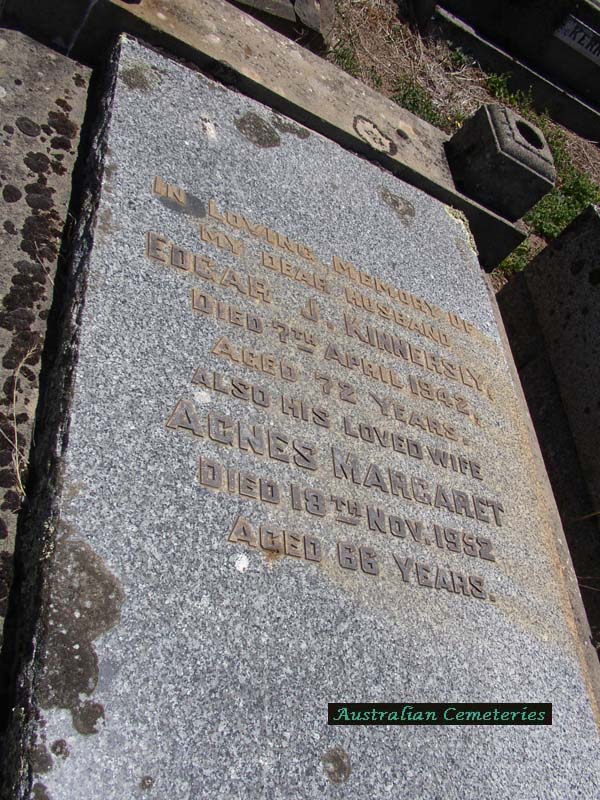 IN LOVING MEMORY OF
MY DEAR HUSBAND
EDGAR J. KINNERSLY,
DIED 7TH APRIL 1942,
AGED 72 YEARS.
ALSO HIS LOVED WIFE
AGNES MARGARET
DIED 18TH NOV. 1952
AGED 86 YEARS.
Australian Cemeteries